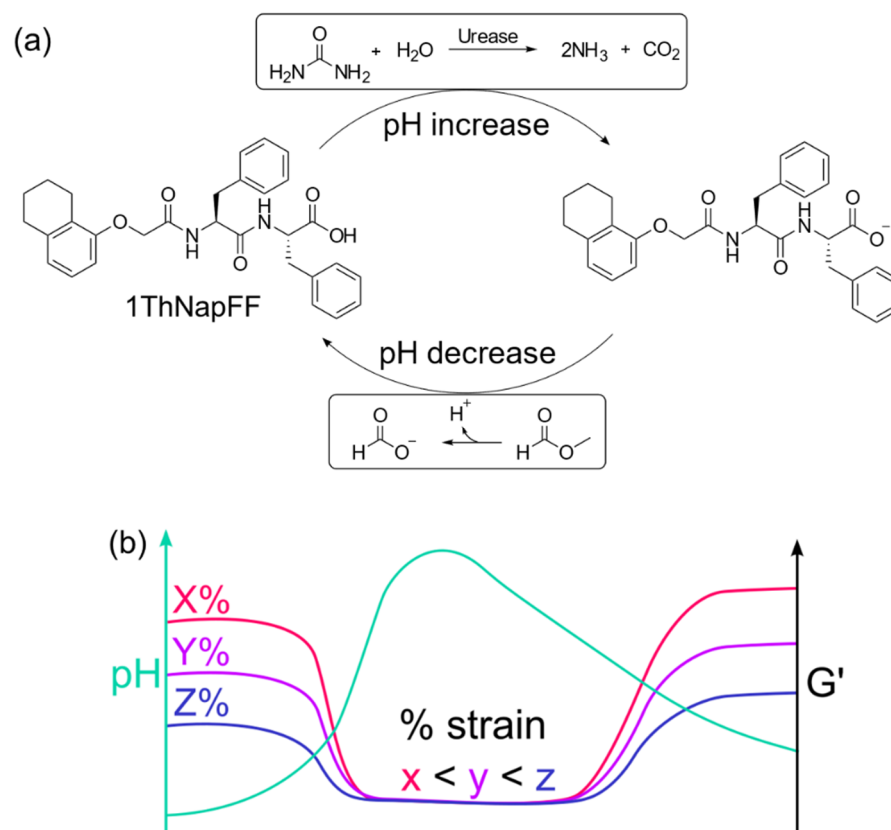 (a)
O
H₂N NH₂ + H₂O Urease 2NH₃ + CO₂
pH increase
O O O
O N H N H OH
O
1ThNapFF
O O O
O N H N H O⁻
O
pH decrease
H⁺
O O
H O⁻ H O
(b)
X%
Y%
pH
Z%
G'
% strain
x < y < z